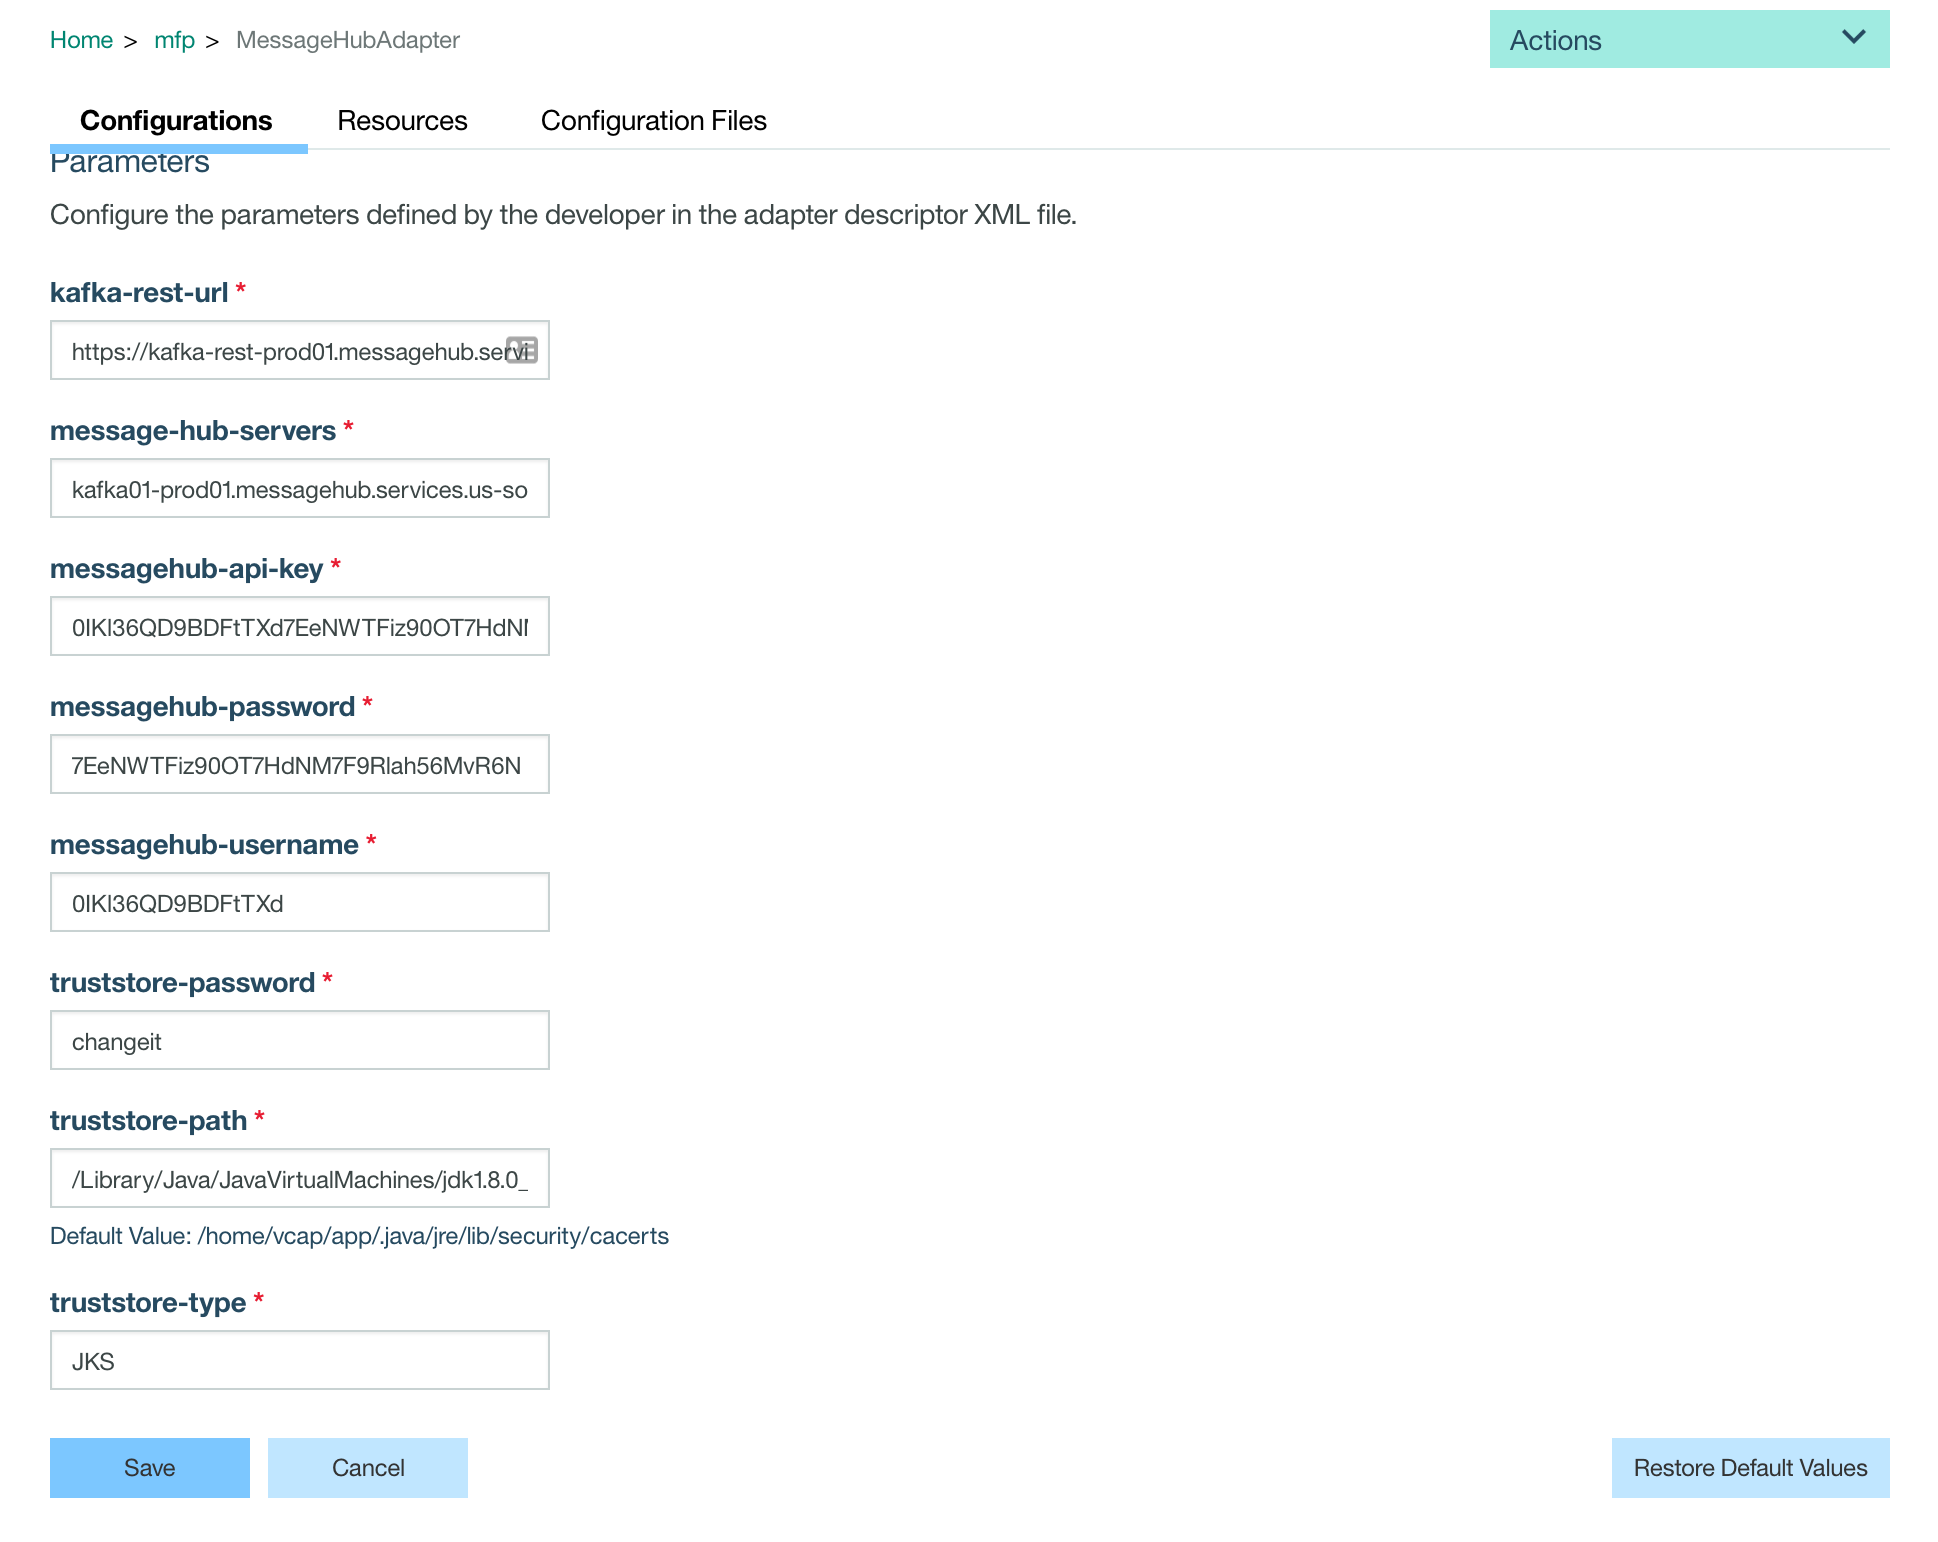 Home > mfp > MessageHubAdapter
Actions
Configurations Resources Configuration Files
Parameters
Configure the parameters defined by the developer in the adapter descriptor XML file.
kafka-rest-url *
https://kafka-rest-prod01.messagehub.servi
message-hub-servers *
kafka01-prod01.messagehub.services.us-so
messagehub-api-key *
0IKl36QD9BDFtTXd7EeNWTFiz90OT7HdN
messagehub-password *
7EeNWTFiz90OT7HdNM7F9Rlah56MvR6N
messagehub-username *
0IKl36QD9BDFtTXd
truststore-password *
changeit
truststore-path *
/Library/Java/JavaVirtualMachines/jdk1.8.0_
Default Value: /home/vcap/app/.java/jre/lib/security/cacerts
truststore-type *
JKS
Save Cancel Restore Default Values